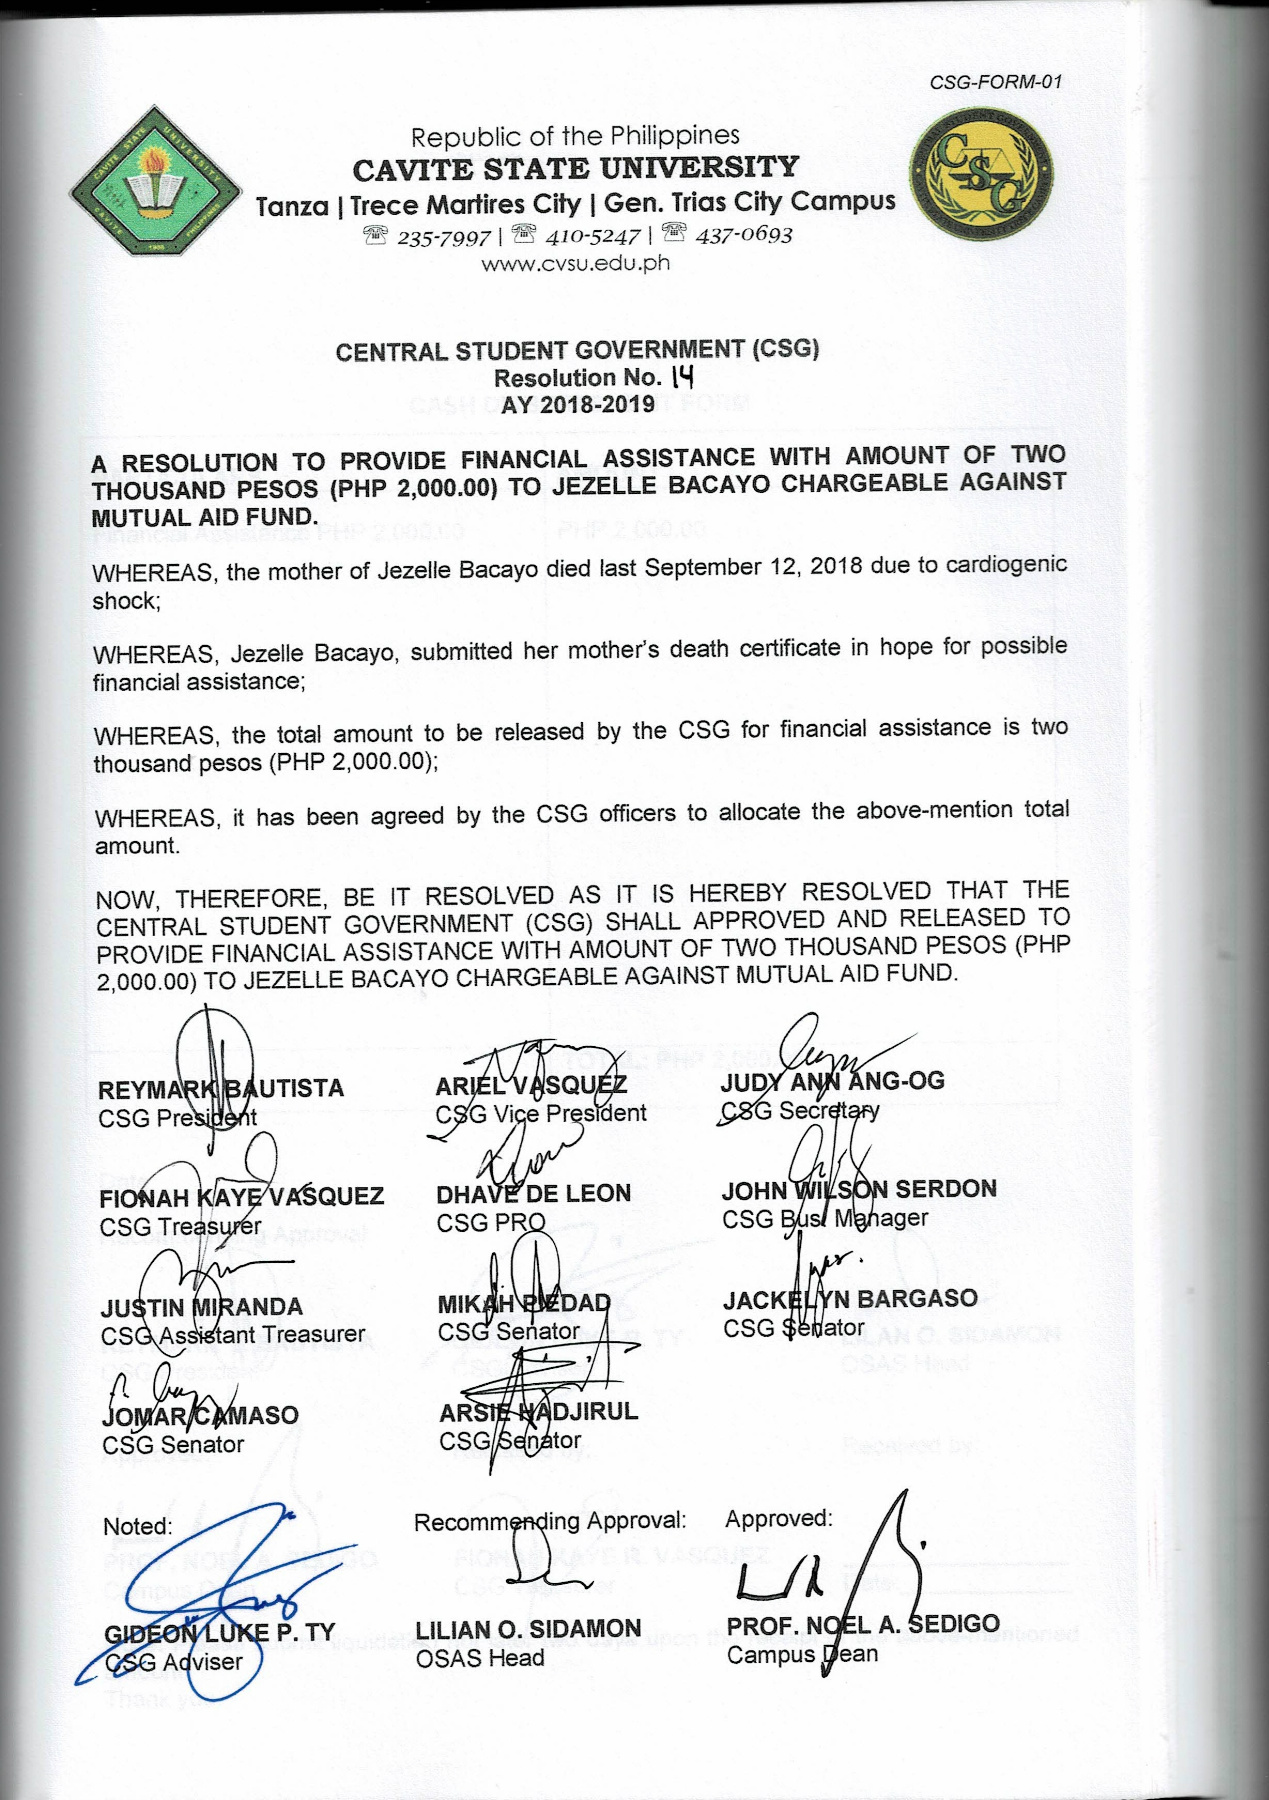 CSG-FORM-01
Republic of the Philippines
CAVITE STATE UNIVERSITY
Tanza | Trece Martires City | Gen. Trias City Campus
☏ 235-7997 | ☏ 410-5247 | ☏ 437-0693
www.cvsu.edu.ph
CAVITE STATE UNIVERSITY
CAVITE PHILIPPINES
1906
CSG
CENTRAL STUDENT GOVERNMENT (CSG)
Resolution No. 14
AY 2018-2019
A RESOLUTION TO PROVIDE FINANCIAL ASSISTANCE WITH AMOUNT OF TWO
THOUSAND PESOS (PHP 2,000.00) TO JEZELLE BACAYO CHARGEABLE AGAINST
MUTUAL AID FUND.
WHEREAS, the mother of Jezelle Bacayo died last September 12, 2018 due to cardiogenic
shock;
WHEREAS, Jezelle Bacayo, submitted her mother's death certificate in hope for possible
financial assistance;
WHEREAS, the total amount to be released by the CSG for financial assistance is two
thousand pesos (PHP 2,000.00);
WHEREAS, it has been agreed by the CSG officers to allocate the above-mention total
amount.
NOW, THEREFORE, BE IT RESOLVED AS IT IS HEREBY RESOLVED THAT THE
CENTRAL STUDENT GOVERNMENT (CSG) SHALL APPROVED AND RELEASED TO
PROVIDE FINANCIAL ASSISTANCE WITH AMOUNT OF TWO THOUSAND PESOS (PHP
2,000.00) TO JEZELLE BACAYO CHARGEABLE AGAINST MUTUAL AID FUND.
REYMARK BAUTISTA ARIEL VASQUEZ JUDY ANN ANG-OG
CSG President CSG Vice President CSG Secretary
FIONAH KAYE VASQUEZ DHAVE DE LEON JOHN WILSON SERDON
CSG Treasurer CSG PRO CSG Bus. Manager
JUSTIN MIRANDA MIKAH PIEDAD JACKELYN BARGASO
CSG Assistant Treasurer CSG Senator CSG Senator
JOMAR CAMASO ARSIE HADJIRUL
CSG Senator CSG Senator
Noted: Recommending Approval: Approved:
GIDEON LUKE P. TY LILIAN O. SIDAMON PROF. NOEL A. SEDIGO
CSG Adviser OSAS Head Campus Dean